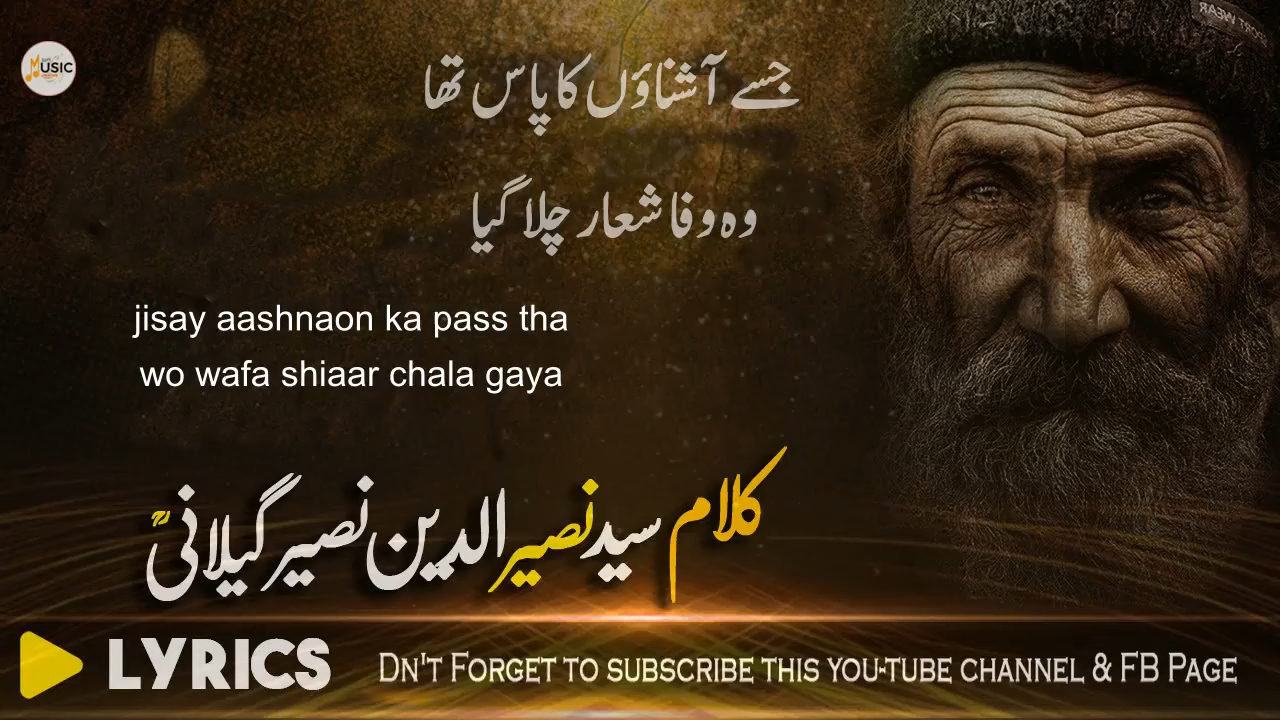 MUSIC
جسے آشناؤں کا پاس تھا
وہ وفا شعار چلا گیا
jisay aashnaon ka pass tha
wo wafa shiaar chala gaya
کلام سید نصیر الدین نصیر گیلانیؒ
LYRICS
DN'T FORGET TO SUBSCRIBE THIS YOU-TUBE CHANNEL & FB PAGE